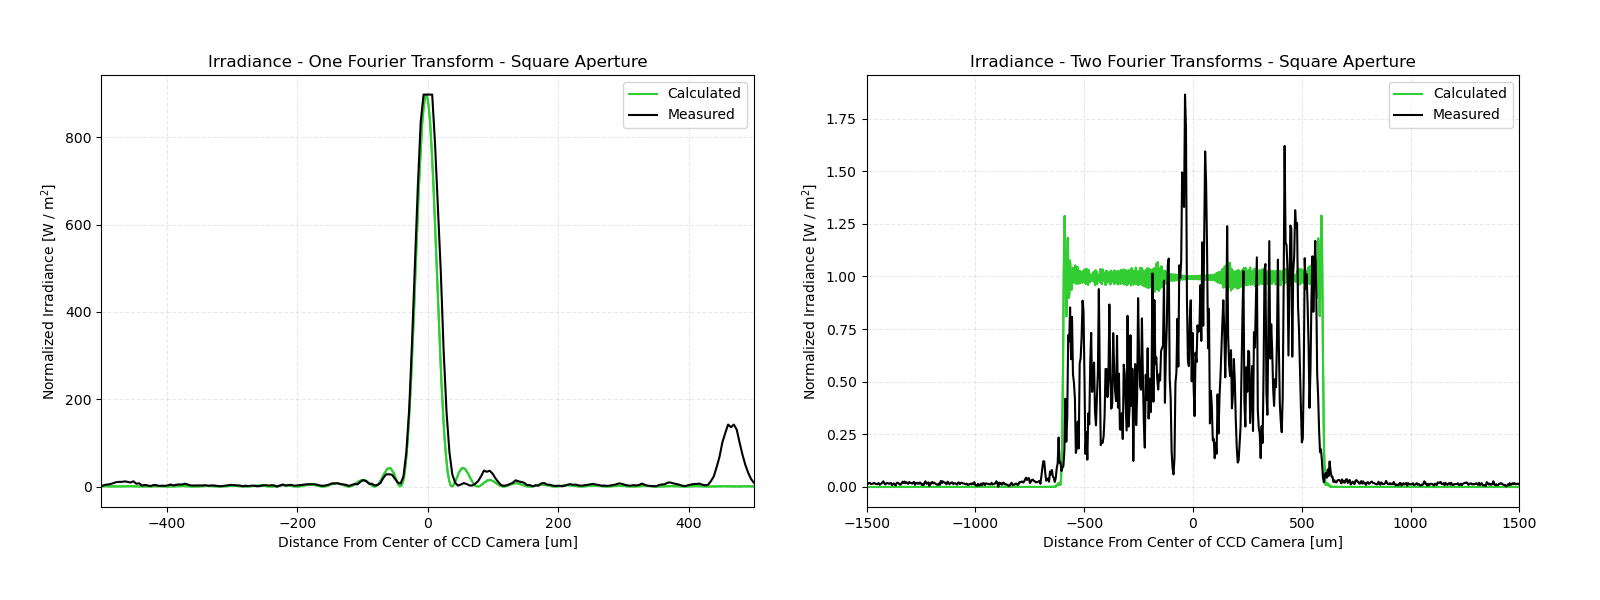 Irradiance - One Fourier Transform - Square Aperture
Normalized Irradiance [W / m²]
800
600
400
200
0
−400
−200
0
200
400
Distance From Center of CCD Camera [um]
Calculated
Measured
Irradiance - Two Fourier Transforms - Square Aperture
Normalized Irradiance [W / m²]
1.75
1.50
1.25
1.00
0.75
0.50
0.25
0.00
−1500
−1000
−500
0
500
1000
1500
Distance From Center of CCD Camera [um]
Calculated
Measured